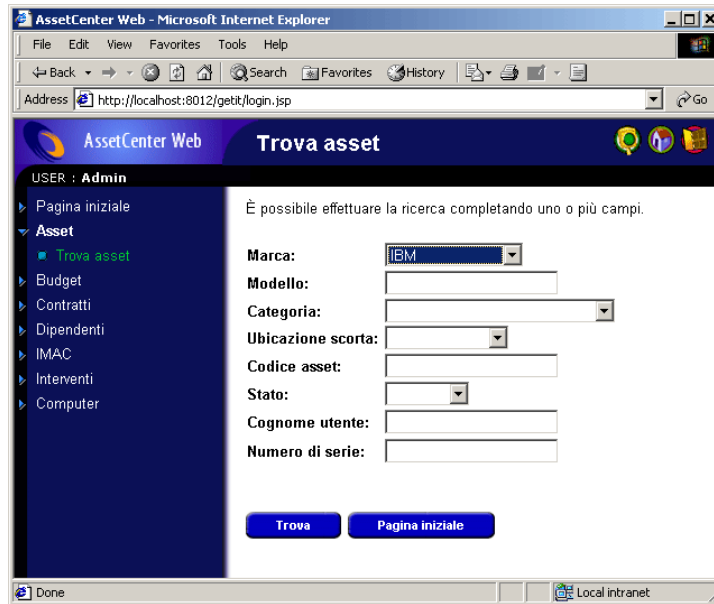 AssetCenter Web - Microsoft Internet Explorer
File Edit View Favorites Tools Help
Back Search Favorites History
Address http://localhost:8012/getit/login.jsp Go
AssetCenter Web Trova asset
USER : Admin
Pagina iniziale
Asset
Trova asset
Budget
Contratti
Dipendenti
IMAC
Interventi
Computer
È possibile effettuare la ricerca completando uno o più campi.
Marca: IBM
Modello:
Categoria:
Ubicazione scorta:
Codice asset:
Stato:
Cognome utente:
Numero di serie:
Trova Pagina iniziale
Done Local intranet